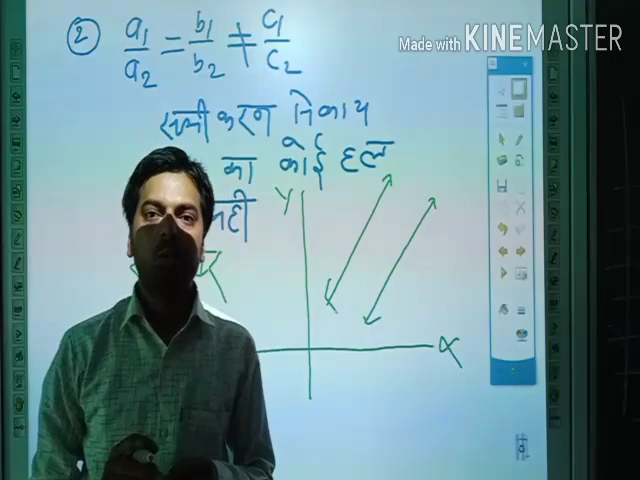 Made with KINEMASTER
② a₁/a₂ = b₁/b₂ ≠ c₁/c₂
समीकरण निकाय
का कोई हल
नही
Y
x